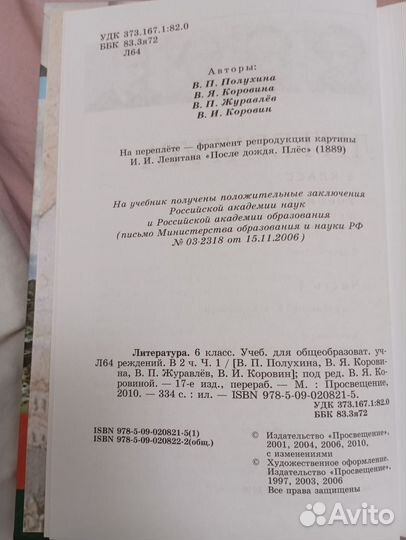 УДК 373.167.1:82.0
ББК 83.3я72
Л64
Авторы:
В. П. Полухина
В. Я. Коровина
В. П. Журавлёв
В. И. Коровин
На переплёте — фрагмент репродукции картины
И. И. Левитана «После дождя. Плёс» (1889)
На учебник получены положительные заключения
Российской академии наук
и Российской академии образования
(письмо Министерства образования и науки РФ
№ 03-2318 от 15.11.2006)
Литература. 6 класс. Учеб. для общеобразоват. уч-
Л64 реждений. В 2 ч. Ч. 1 / [В. П. Полухина, В. Я. Корови-
на, В. П. Журавлёв, В. И. Коровин]; под ред. В. Я. Ко-
ровиной. — 17-е изд., перераб. — М. : Просвещение,
2010. — 334 с. : ил. — ISBN 978-5-09-020821-5.
УДК 373.167.1:82.0
ББК 83.3я72
ISBN 978-5-09-020821-5(1)
ISBN 978-5-09-020822-2(общ.)
© Издательство «Просвещение»,
2001, 2004, 2006, 2010,
с изменениями
© Художественное оформление.
Издательство «Просвещение»,
1997, 2003, 2006
Все права защищены
Avito